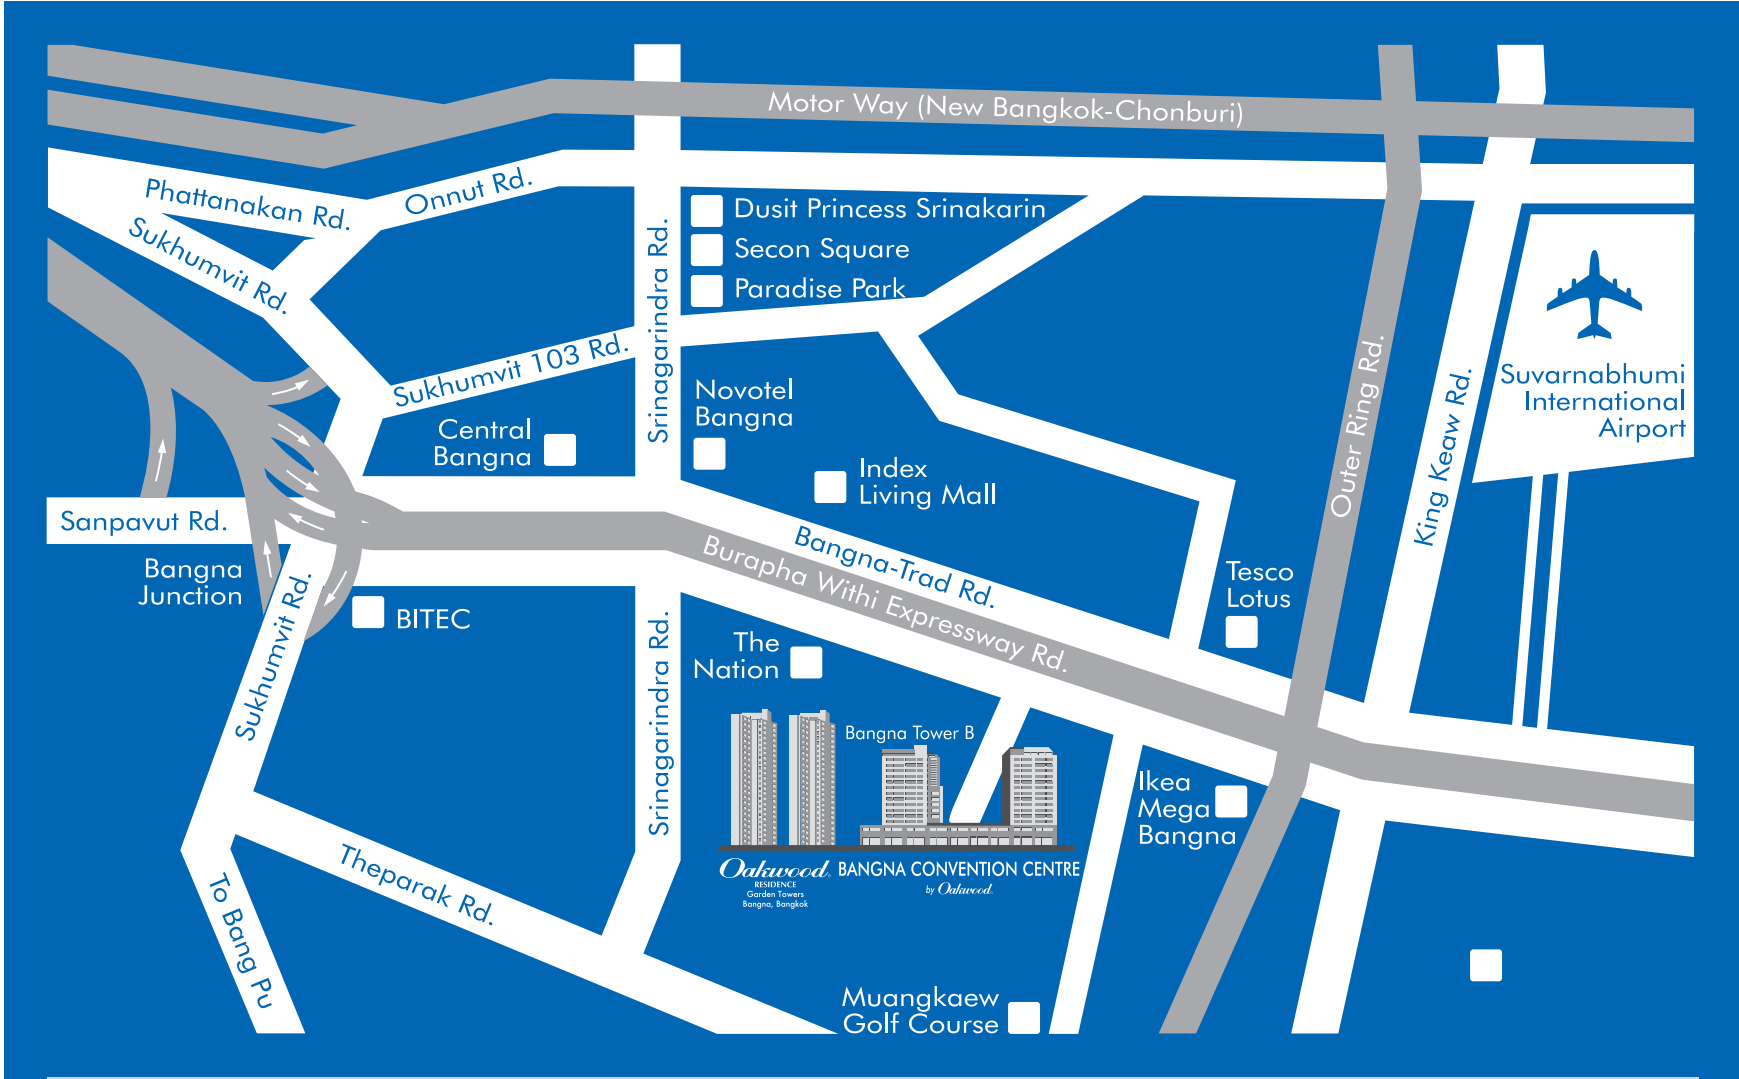 Motor Way (New Bangkok-Chonburi)
Phattanakan Rd.
Onnut Rd.
Sukhumvit Rd.
Srinagarindra Rd.
Dusit Princess Srinakarin
Secon Square
Paradise Park
Sukhumvit 103 Rd.
Outer Ring Rd.
King Keaw Rd.
Suvarnabhumi
International
Airport
Novotel
Bangna
Central
Bangna
Index
Living Mall
Sanpavut Rd.
Bangna
Junction
Bangna-Trad Rd.
Burapha Withi Expressway Rd.
Tesco
Lotus
BITEC
Sukhumvit Rd.
Srinagarindra Rd.
The
Nation
Bangna Tower B
Ikea
Mega
Bangna
Oakwood
RESIDENCE
Garden Towers
Bangna, Bangkok
BANGNA CONVENTION CENTRE
by Oakwood
Theparak Rd.
To Bang Pu
Muangkaew
Golf Course